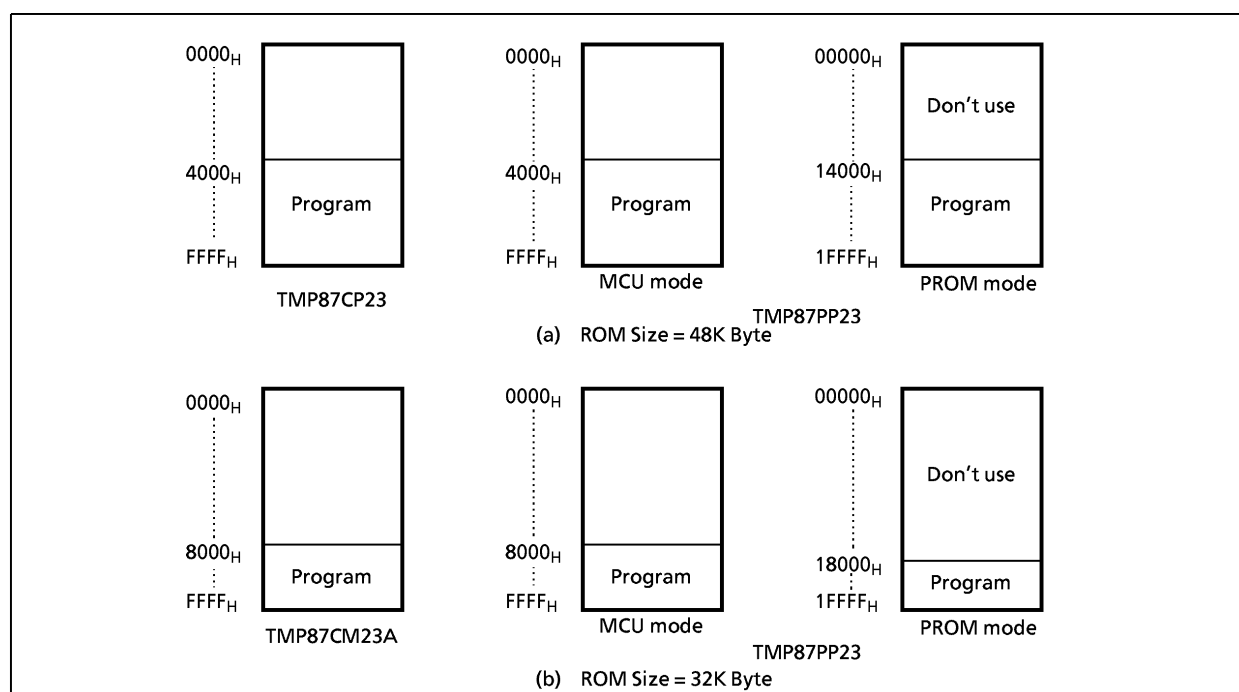 0000H 0000H 00000H
Don't use
4000H 4000H 14000H
Program Program Program
FFFFH FFFFH 1FFFFH
MCU mode PROM mode
TMP87CP23
TMP87PP23
(a) ROM Size = 48K Byte
0000H 0000H 00000H
Don't use
8000H 8000H 18000H
Program Program Program
FFFFH FFFFH 1FFFFH
MCU mode PROM mode
TMP87CM23A
TMP87PP23
(b) ROM Size = 32K Byte